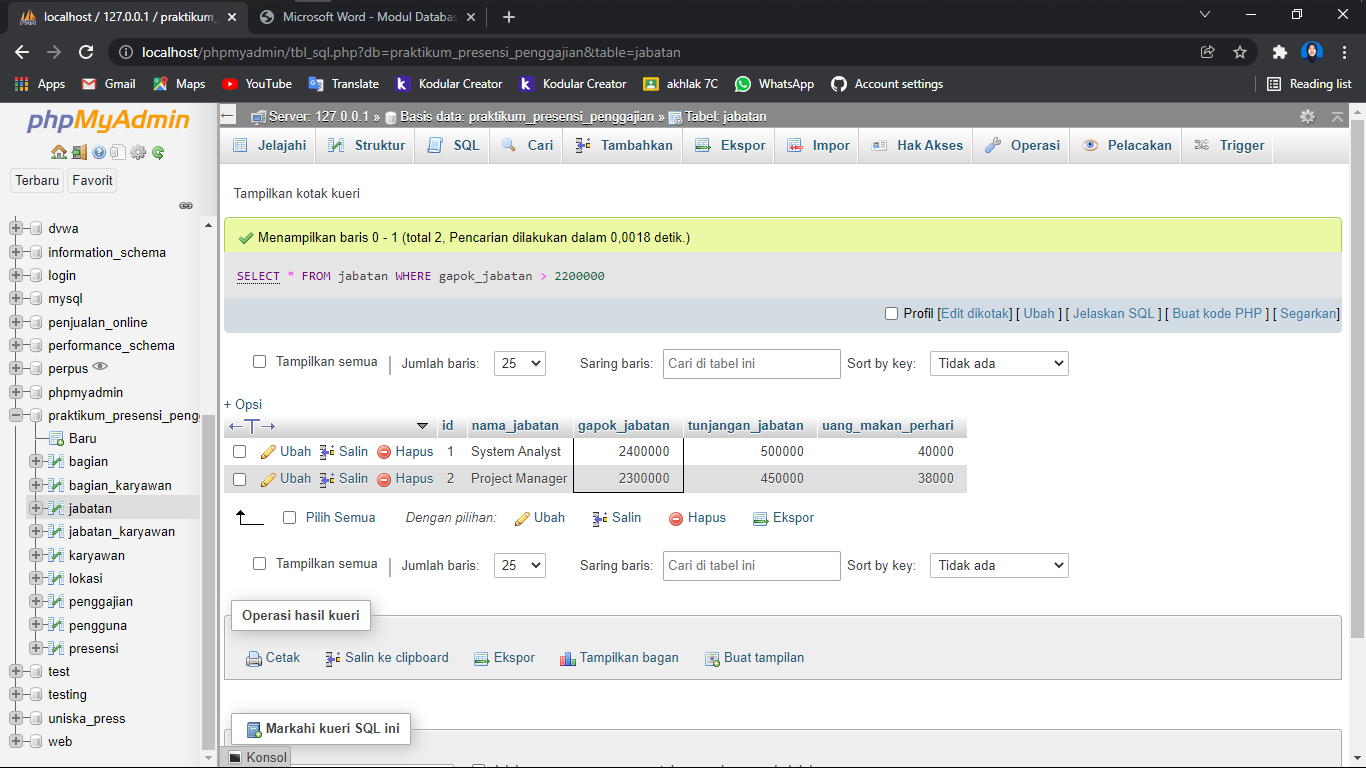 localhost / 127.0.0.1 / praktikum_
Microsoft Word - Modul Databas
localhost/phpmyadmin/tbl_sql.php?db=praktikum_presensi_penggajian&table=jabatan
Apps Gmail Maps YouTube Translate Kodular Creator Kodular Creator akhlak 7C WhatsApp Account settings Reading list
phpMyAdmin
Terbaru Favorit
dvwa
information_schema
login
mysql
penjualan_online
performance_schema
perpus
phpmyadmin
praktikum_presensi_peng
Baru
bagian
bagian_karyawan
jabatan
jabatan_karyawan
karyawan
lokasi
penggajian
pengguna
presensi
test
testing
uniska_press
web
Server: 127.0.0.1 » Basis data: praktikum_presensi_penggajian » Tabel: jabatan
Jelajahi Struktur SQL Cari Tambahkan Ekspor Impor Hak Akses Operasi Pelacakan Trigger
Tampilkan kotak kueri
Menampilkan baris 0 - 1 (total 2, Pencarian dilakukan dalam 0,0018 detik.)
SELECT * FROM jabatan WHERE gapok_jabatan > 2200000
Profil [Edit dikotak] [ Ubah ] [ Jelaskan SQL ] [ Buat kode PHP ] [ Segarkan]
Tampilkan semua | Jumlah baris: 25 Saring baris: Cari di tabel ini Sort by key: Tidak ada
+ Opsi
←T→ id nama_jabatan gapok_jabatan tunjangan_jabatan uang_makan_perhari
Ubah Salin Hapus 1 System Analyst 2400000 500000 40000
Ubah Salin Hapus 2 Project Manager 2300000 450000 38000
Pilih Semua Dengan pilihan: Ubah Salin Hapus Ekspor
Tampilkan semua | Jumlah baris: 25 Saring baris: Cari di tabel ini Sort by key: Tidak ada
Operasi hasil kueri
Cetak Salin ke clipboard Ekspor Tampilkan bagan Buat tampilan
Markahi kueri SQL ini
Konsol